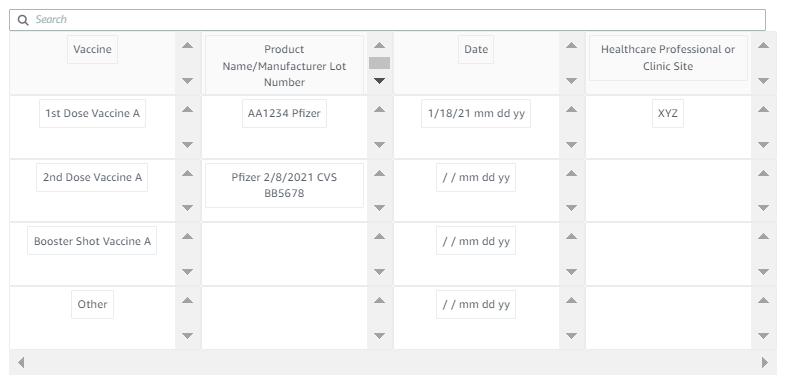 Search
Vaccine
Product
Name/Manufacturer Lot
Number
Date
Healthcare Professional or
Clinic Site
1st Dose Vaccine A
AA1234 Pfizer
1/18/21 mm dd yy
XYZ
2nd Dose Vaccine A
Pfizer 2/8/2021 CVS
BB5678
/ / mm dd yy
Booster Shot Vaccine A
/ / mm dd yy
Other
/ / mm dd yy